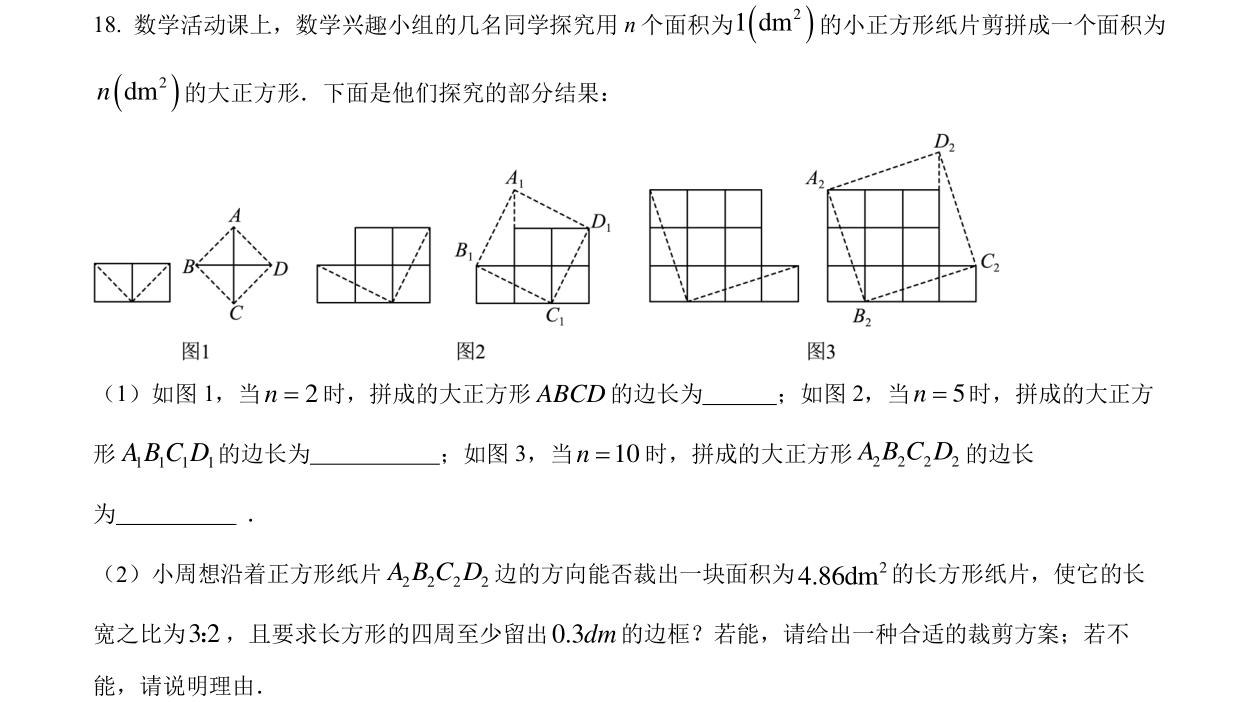 18. 数学活动课上，数学兴趣小组的几名同学探究用 n 个面积为1(dm²)的小正方形纸片剪拼成一个面积为
n(dm²)的大正方形．下面是他们探究的部分结果：
A
B
D
C
A₁
B₁
D₁
C₁
A₂
D₂
C₂
B₂
图1
图2
图3
（1）如图 1，当 n = 2 时，拼成的大正方形 ABCD 的边长为______；如图 2，当 n = 5 时，拼成的大正方
形 A₁B₁C₁D₁ 的边长为___________；如图 3，当 n = 10 时，拼成的大正方形 A₂B₂C₂D₂ 的边长
为__________ ．
（2）小周想沿着正方形纸片 A₂B₂C₂D₂ 边的方向能否裁出一块面积为 4.86dm² 的长方形纸片，使它的长
宽之比为 3:2，且要求长方形的四周至少留出 0.3dm 的边框？若能，请给出一种合适的裁剪方案；若不
能，请说明理由．